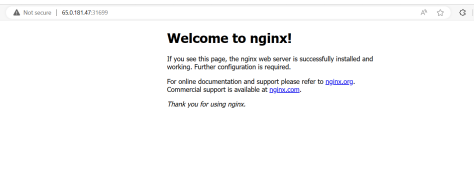 Not secure | 65.0.181.47:31699
Welcome to nginx!
If you see this page, the nginx web server is successfully installed and
working. Further configuration is required.
For online documentation and support please refer to nginx.org.
Commercial support is available at nginx.com.
Thank you for using nginx.